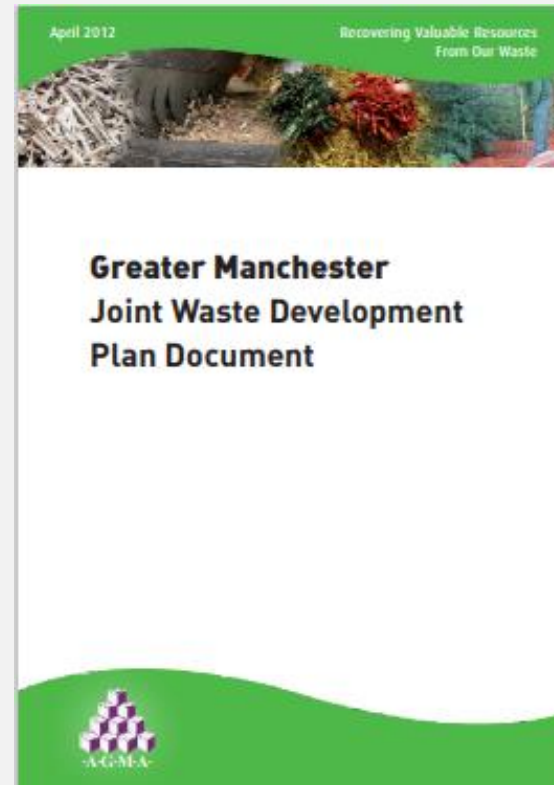 April 2012
Recovering Valuable Resources
From Our Waste
Greater Manchester
Joint Waste Development
Plan Document
·A·G·M·A·